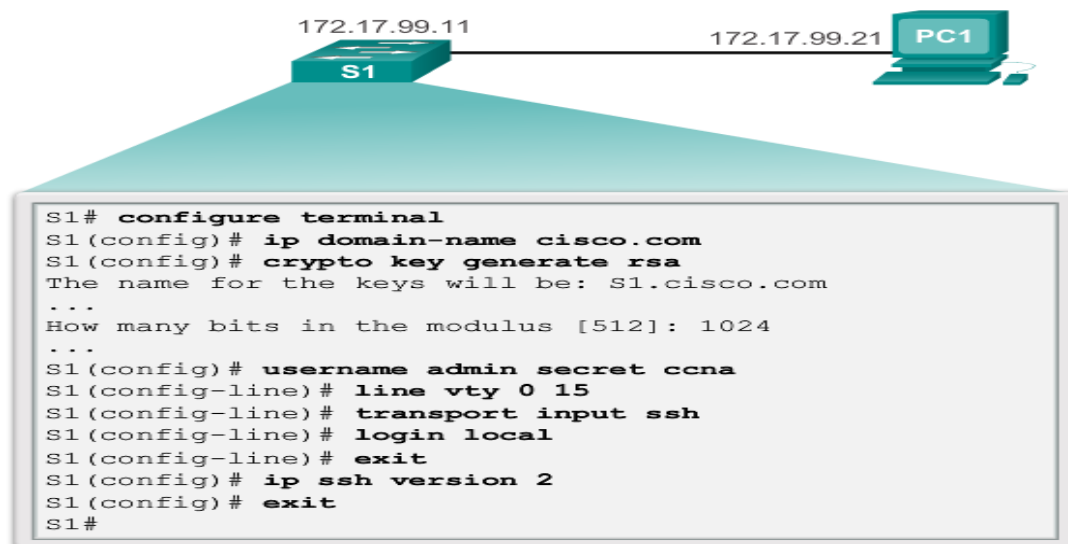 172.17.99.11
172.17.99.21
PC1
S1
S1# configure terminal
S1(config)# ip domain-name cisco.com
S1(config)# crypto key generate rsa
The name for the keys will be: S1.cisco.com
...
How many bits in the modulus [512]: 1024
...
S1(config)# username admin secret ccna
S1(config-line)# line vty 0 15
S1(config-line)# transport input ssh
S1(config-line)# login local
S1(config-line)# exit
S1(config)# ip ssh version 2
S1(config)# exit
S1#